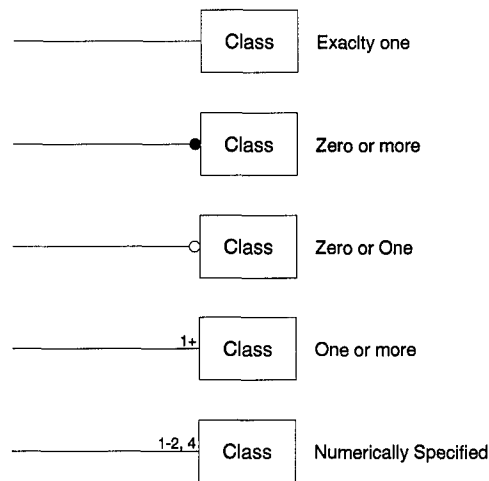 Class Exaclty one
Class Zero or more
Class Zero or One
1+ Class One or more
1-2, 4 Class Numerically Specified